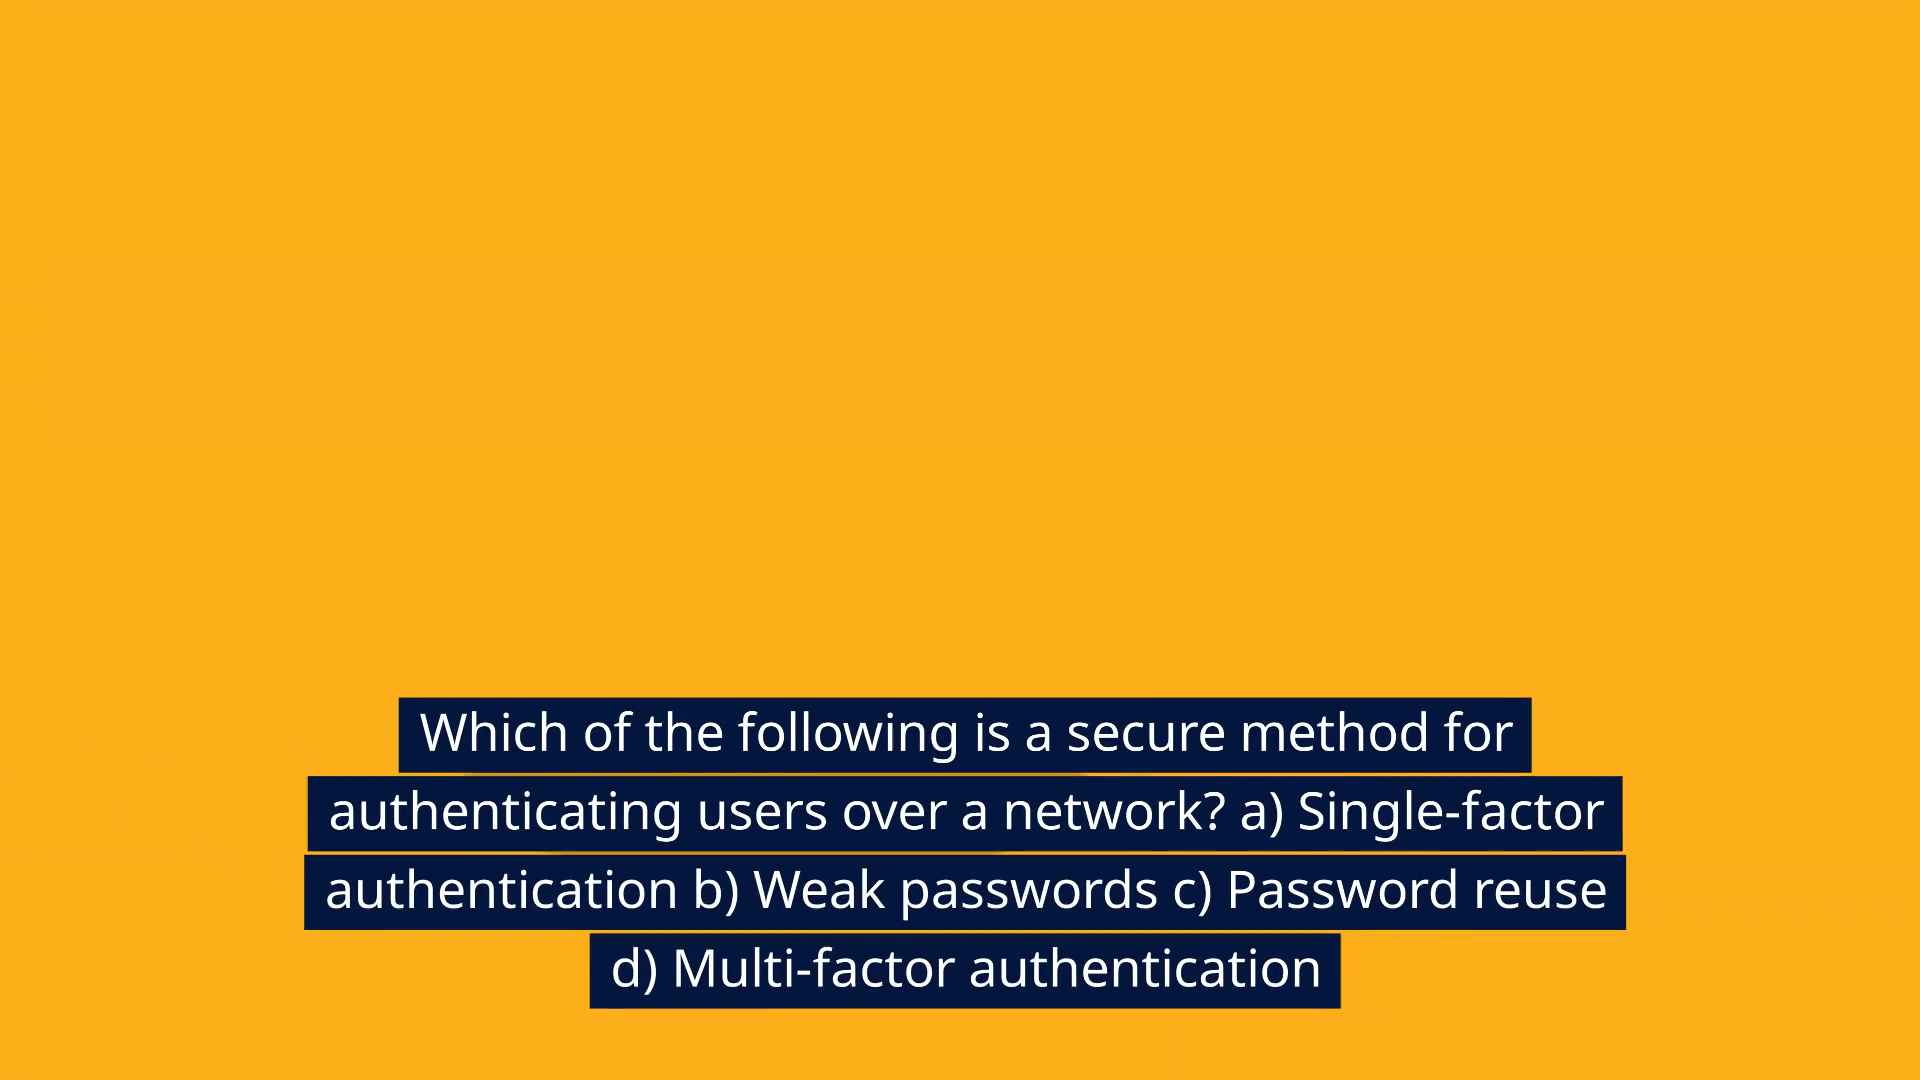 Which of the following is a secure method for
authenticating users over a network? a) Single-factor
authentication b) Weak passwords c) Password reuse
d) Multi-factor authentication